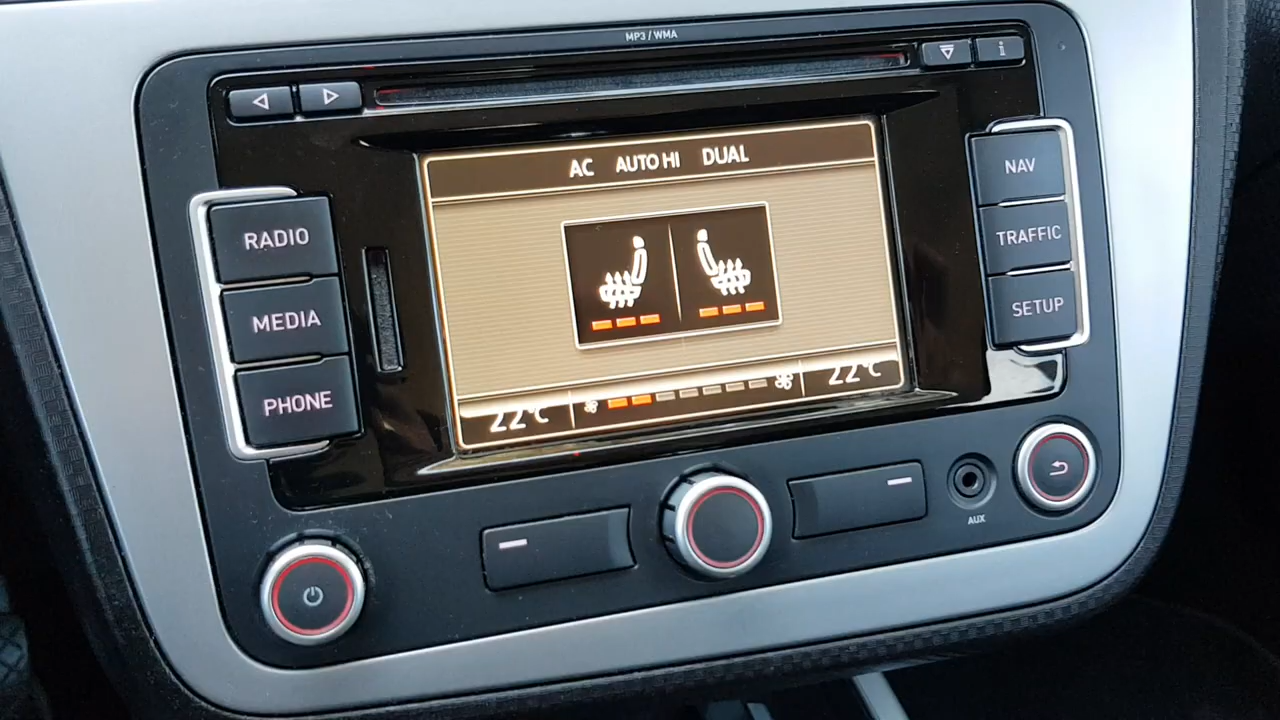 MP3 / WMA
AC AUTO HI DUAL
RADIO
MEDIA
PHONE
NAV
TRAFFIC
SETUP
22°C
22°C
AUX